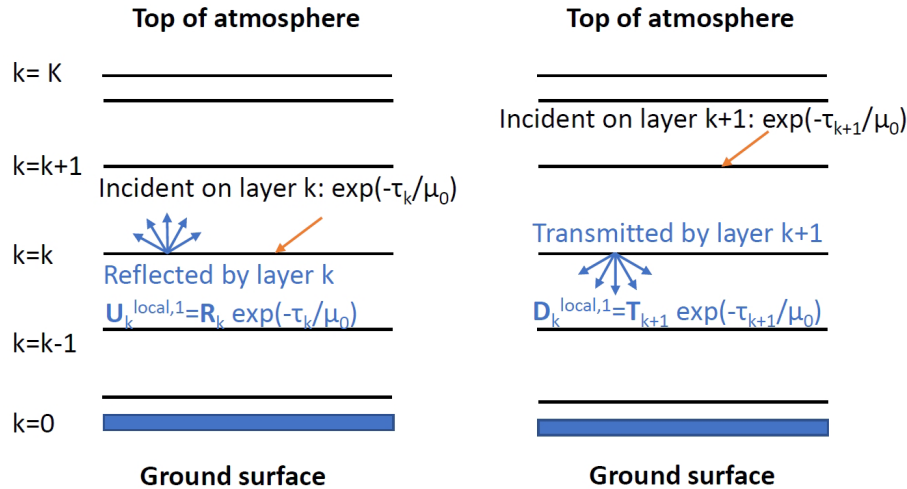 Top of atmosphere
k= K
k=k+1
Incident on layer k: exp(-τₖ/μ₀)
k=k
Reflected by layer k
Uₖˡᵒᶜᵃˡ,¹=Rₖ exp(-τₖ/μ₀)
k=k-1
k=0
Ground surface
Top of atmosphere
Incident on layer k+1: exp(-τₖ₊₁/μ₀)
Transmitted by layer k+1
Dₖˡᵒᶜᵃˡ,¹=Tₖ₊₁ exp(-τₖ₊₁/μ₀)
Ground surface